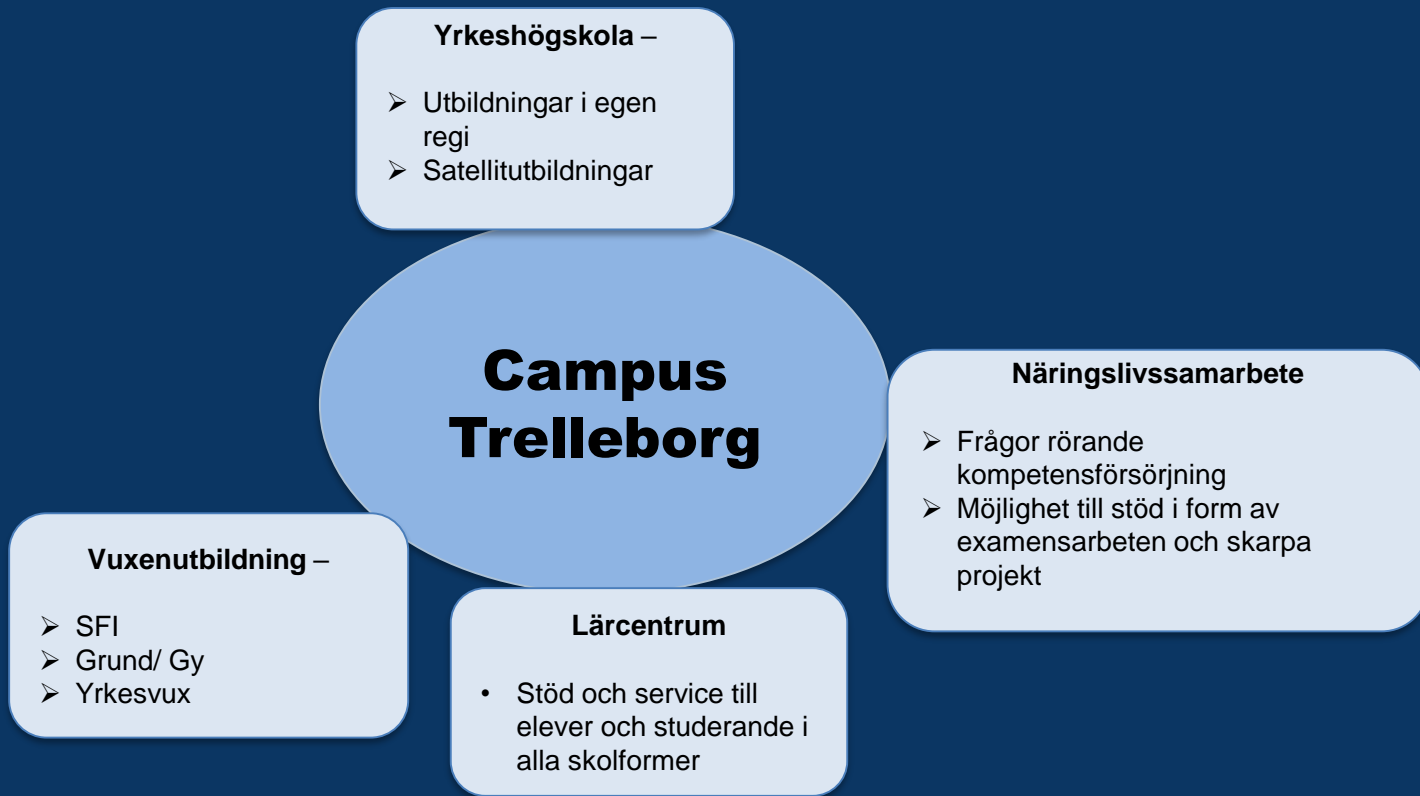 Yrkeshögskola –
➢ Utbildningar i egen
regi
➢ Satellitutbildningar
Campus
Trelleborg
Näringslivssamarbete
➢ Frågor rörande
kompetensförsörjning
➢ Möjlighet till stöd i form av
examensarbeten och skarpa
projekt
Vuxenutbildning –
➢ SFI
➢ Grund/ Gy
➢ Yrkesvux
Lärcentrum
• Stöd och service till
elever och studerande i
alla skolformer